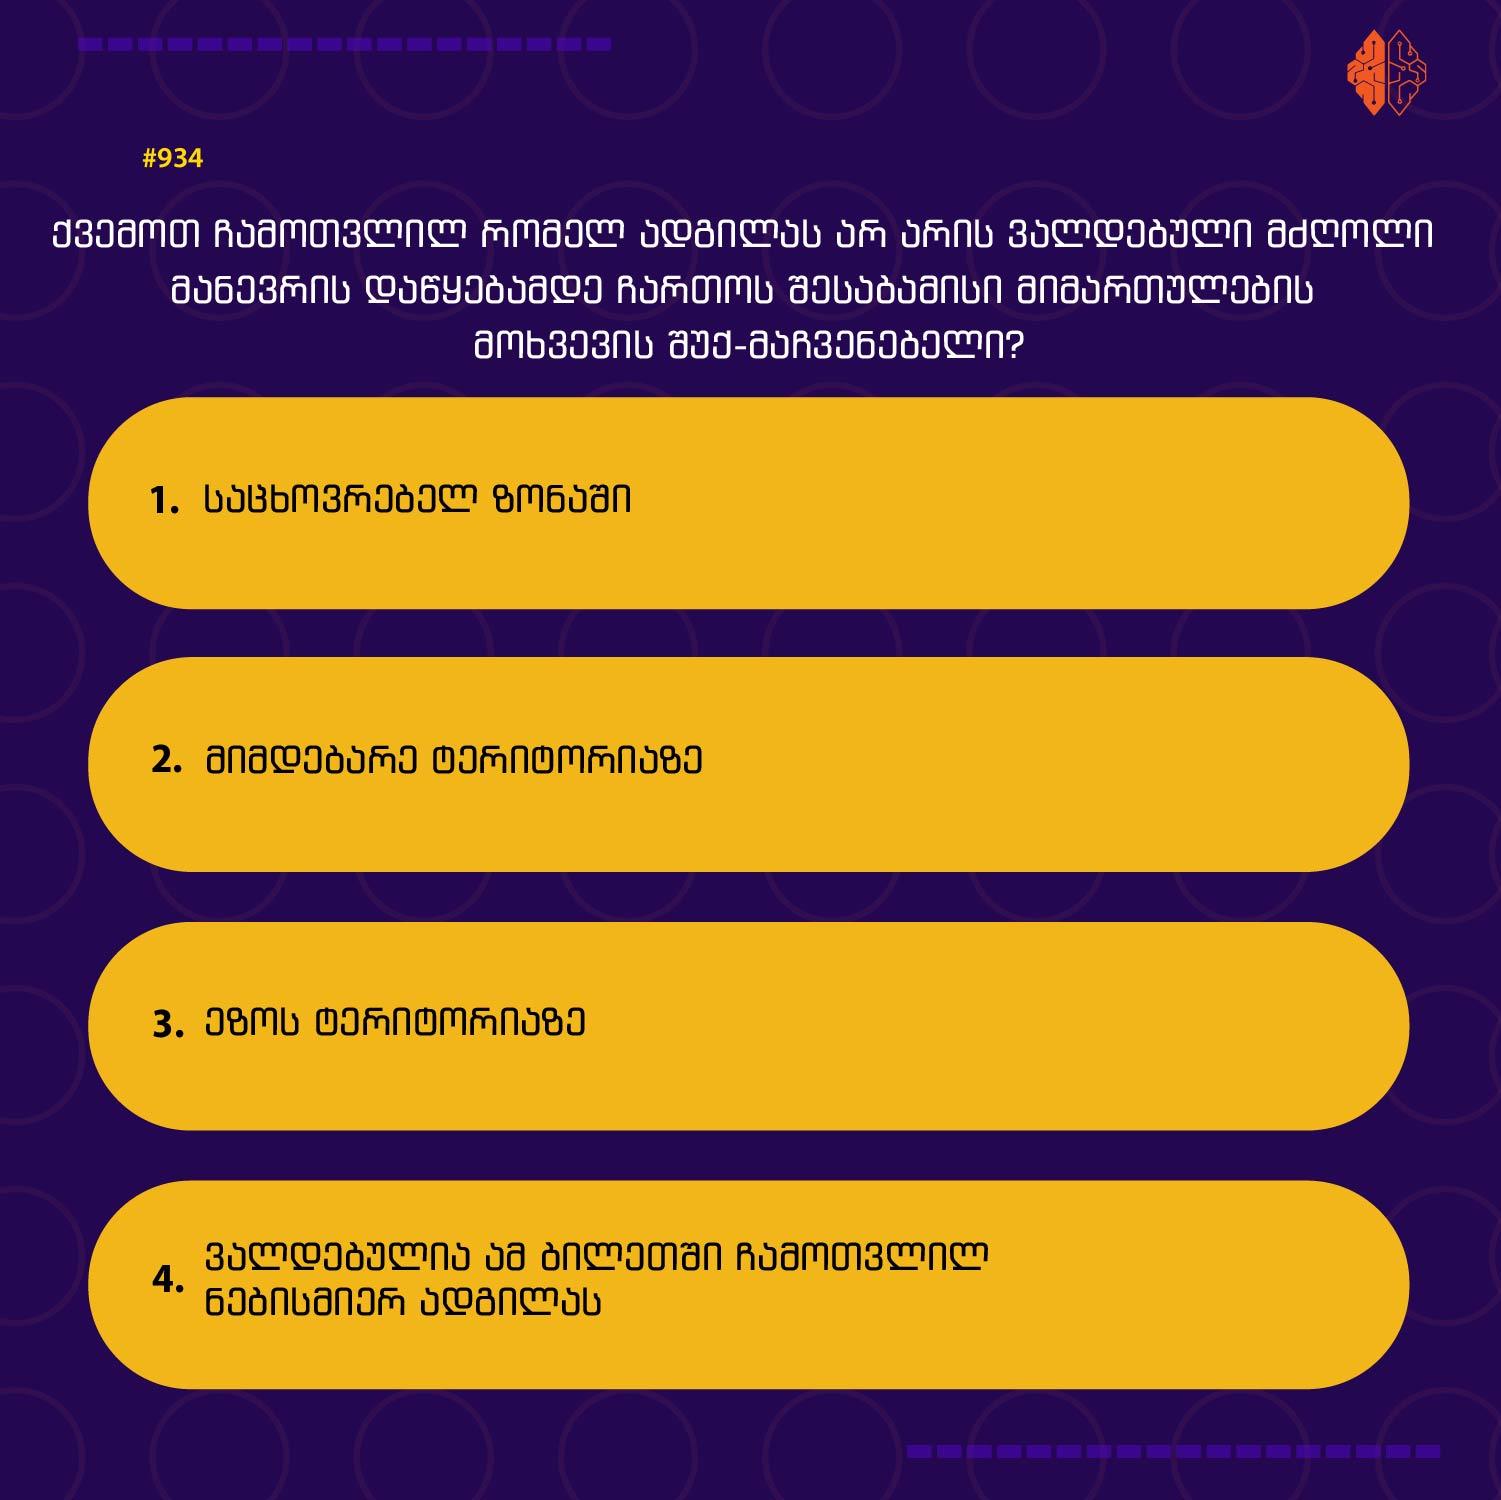 #934
ქვემოთ ჩამოთვლილ რომელ ადგილას არ არის ვალდებული მძღოლი
მანევრის დაწყებამდე ჩართოს შესაბამისი მიმართულების
მოხვევის შუქ-მაჩვენებელი?
1. საცხოვრებელ ზონაში
2. მიმდებარე ტერიტორიაზე
3. ეზოს ტერიტორიაზე
4. ვალდებულია ამ ბილეთში ჩამოთვლილ
ნებისმიერ ადგილას